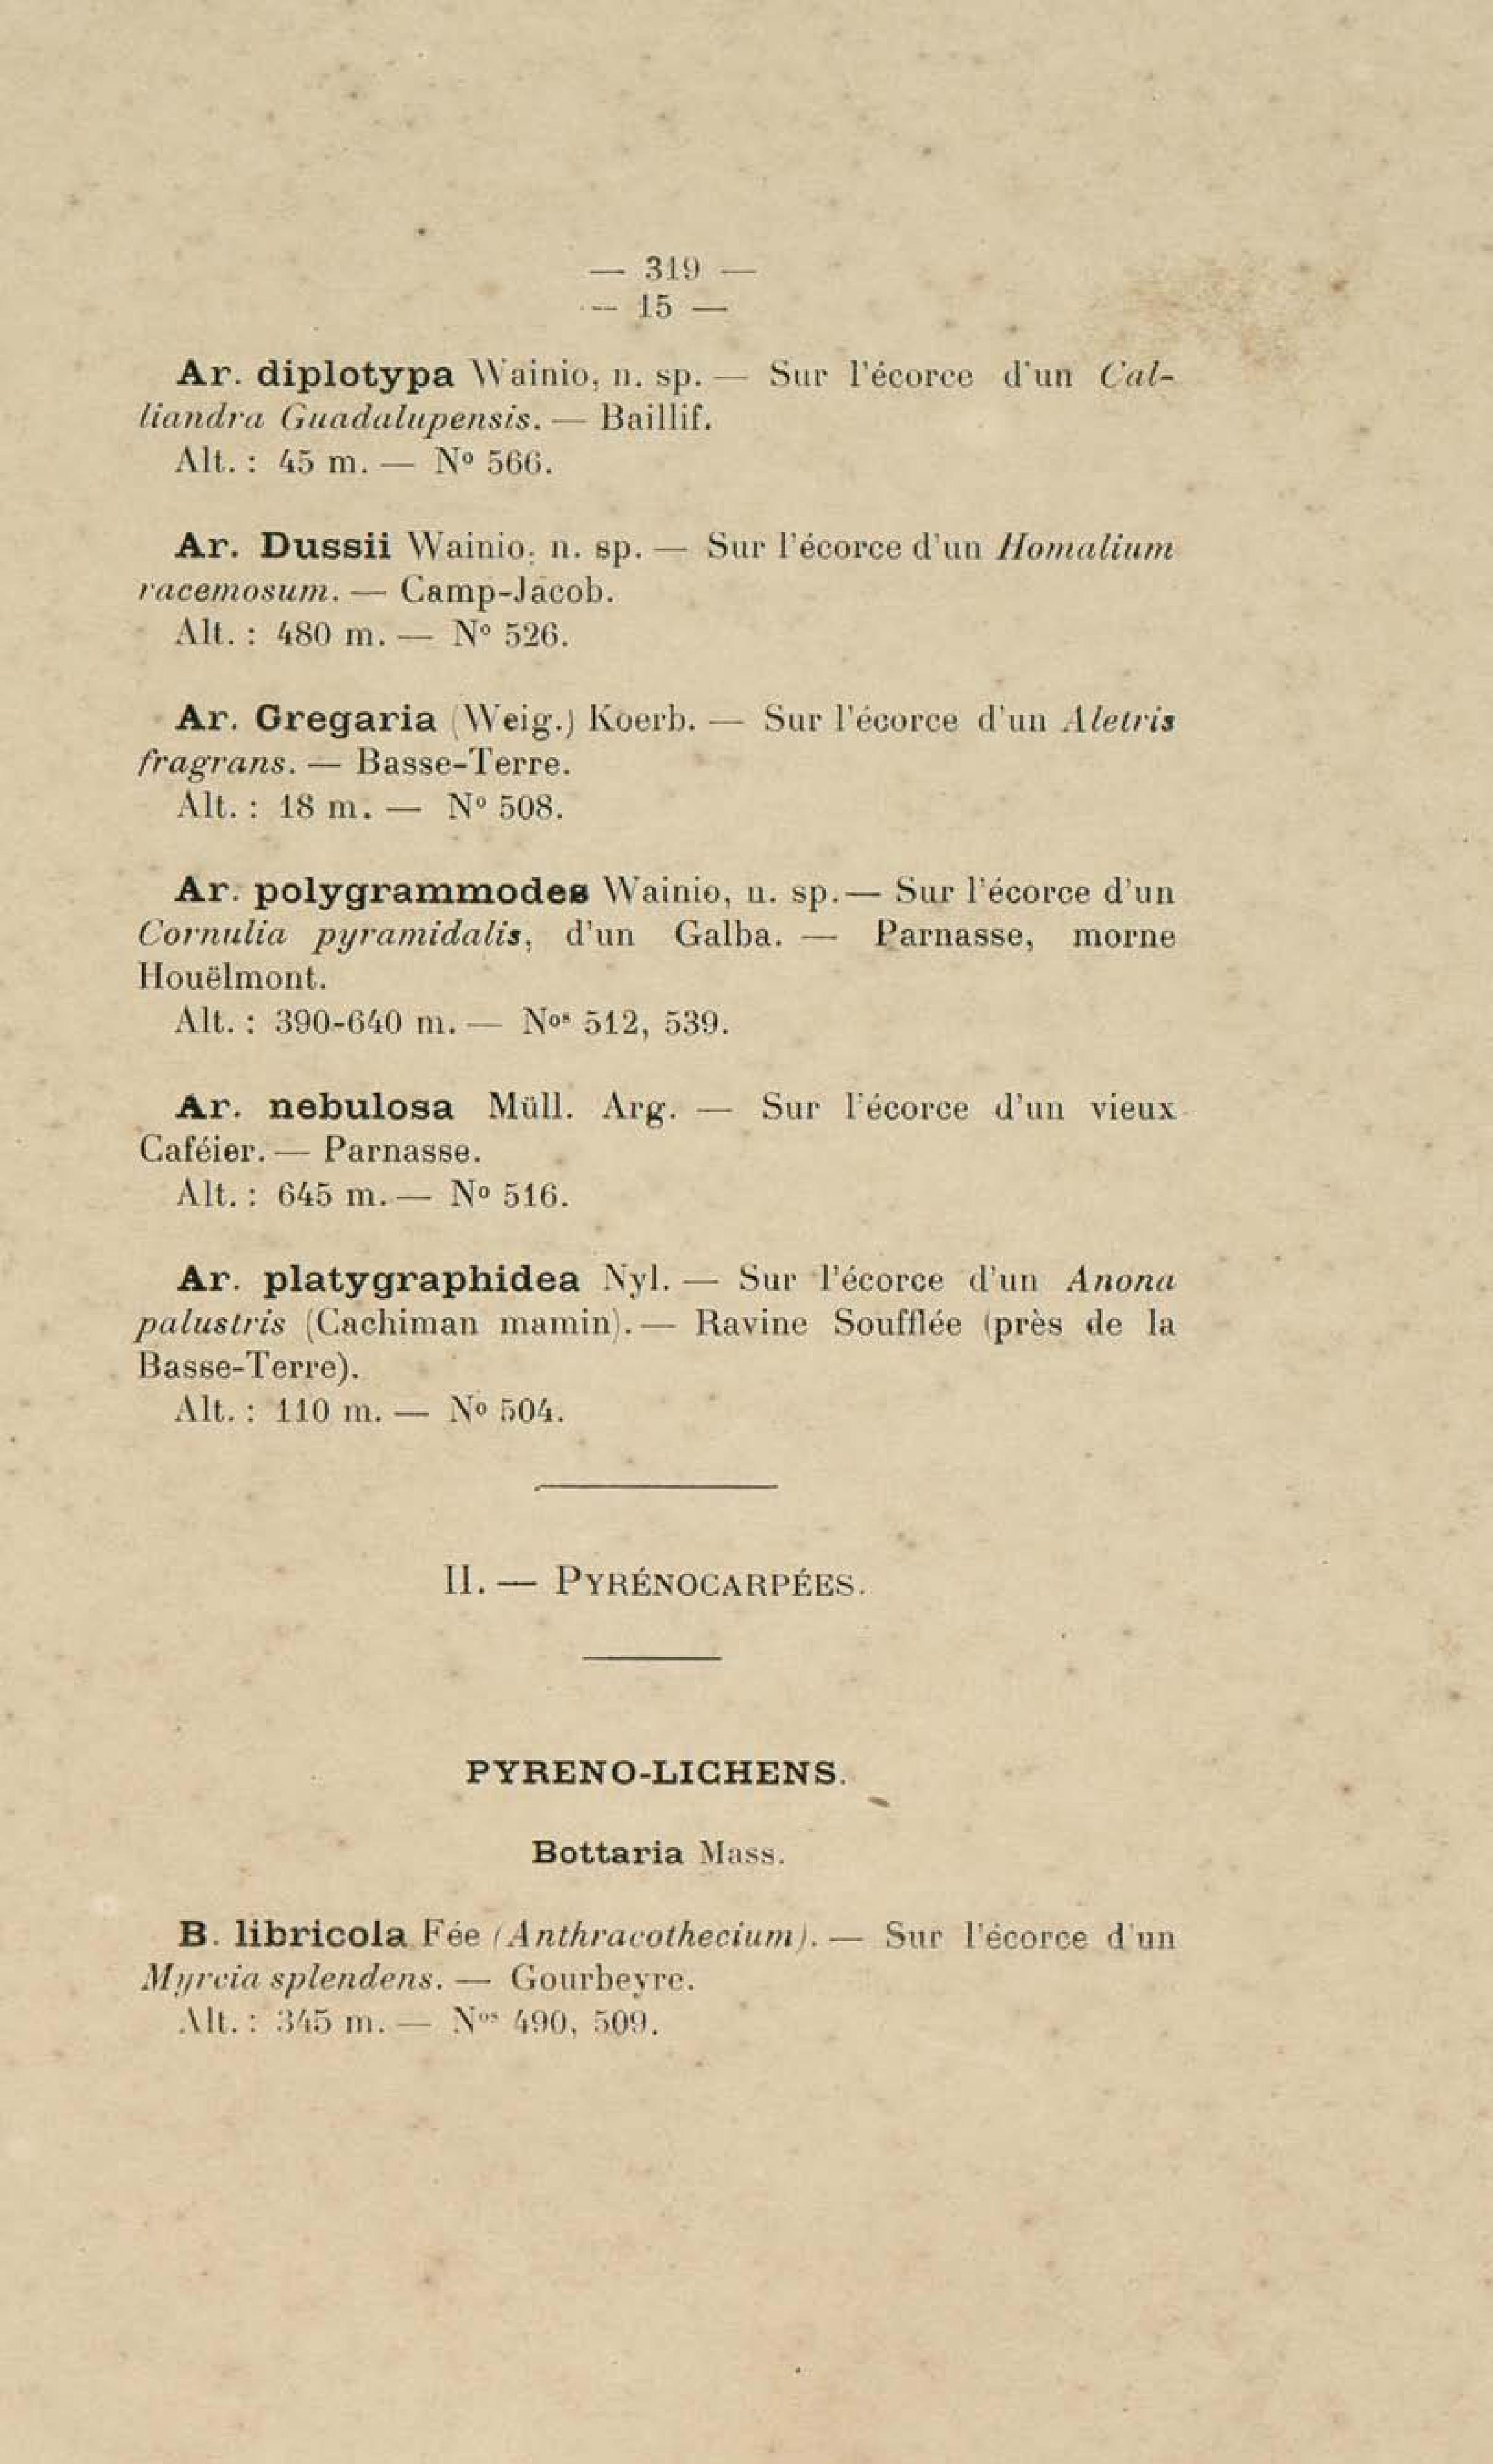 — 319 —
— 15 —
Ar. diplotypa Wainio, n. sp. — Sur l'écorce d'un Cal-
liandra Guadalupensis. — Baillif.
Alt. : 45 m. — No 566.
Ar. Dussii Wainio, n. sp. — Sur l'écorce d'un Homalium
racemosum. — Camp-Jacob.
Alt. : 480 m. — No 526.
Ar. Gregaria (Weig.) Koerb. — Sur l'écorce d'un Aletris
fragrans. — Basse-Terre.
Alt. : 18 m. — No 508.
Ar. polygrammodes Wainio, n. sp.— Sur l'écorce d'un
Cornulia pyramidalis, d'un Galba. — Parnasse, morne
Houëlmont.
Alt. : 390-640 m. — Nos 512, 539.
Ar. nebulosa Müll. Arg. — Sur l'écorce d'un vieux
Caféier. — Parnasse.
Alt. : 645 m. — No 516.
Ar. platygraphidea Nyl. — Sur l'écorce d'un Anona
palustris (Cachiman mamin). — Ravine Soufflée (près de la
Basse-Terre).
Alt. : 110 m. — No 504.
II. — PYRÉNOCARPÉES.
PYRENO-LICHENS.
Bottaria Mass.
B. libricola Fée (Anthracothecium). — Sur l'écorce d'un
Myrcia splendens. — Gourbeyre.
Alt. : 345 m. — Nos 490, 509.